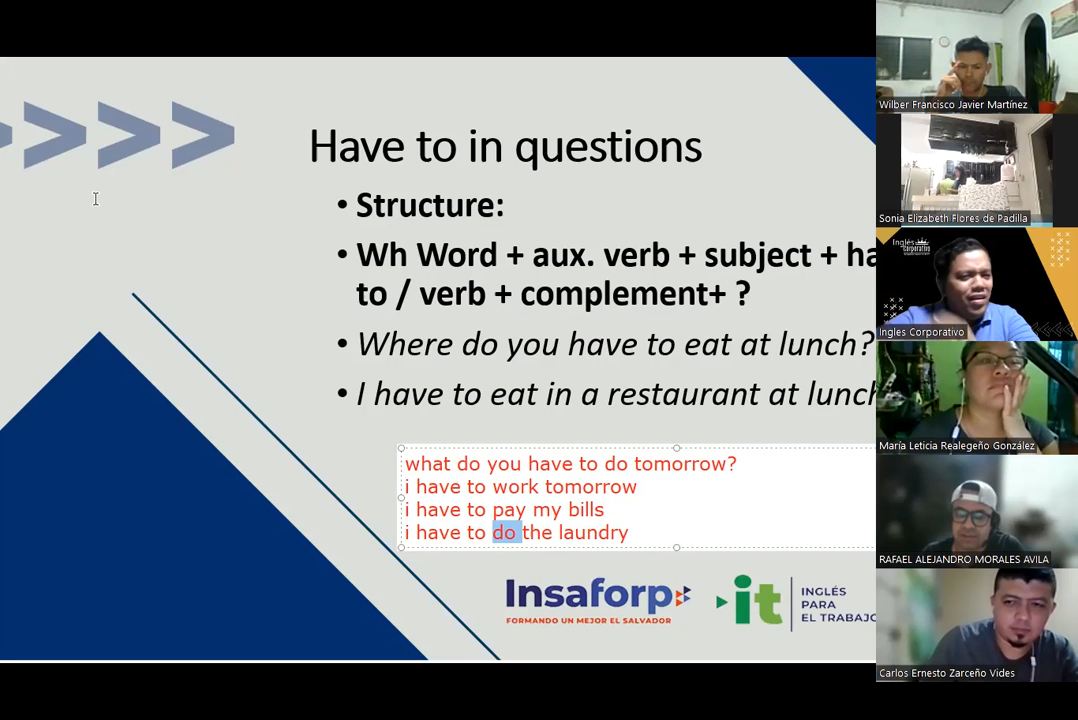 Have to in questions
• Structure:
• Wh Word + aux. verb + subject + ha
to / verb + complement+ ?
• Where do you have to eat at lunch?
• I have to eat in a restaurant at lunch
what do you have to do tomorrow?
i have to work tomorrow
i have to pay my bills
i have to do the laundry
Insaforp
FORMANDO UN MEJOR EL SALVADOR
it
INGLÉS
PARA
EL TRABAJO
Wilber Francisco Javier Martínez
Sonia Elizabeth Flores de Padilla
Inglés
corporativo
Ingles Corporativo
María Leticia Realegeño González
RAFAEL ALEJANDRO MORALES AVILA
Carlos Ernesto Zarceño Vides